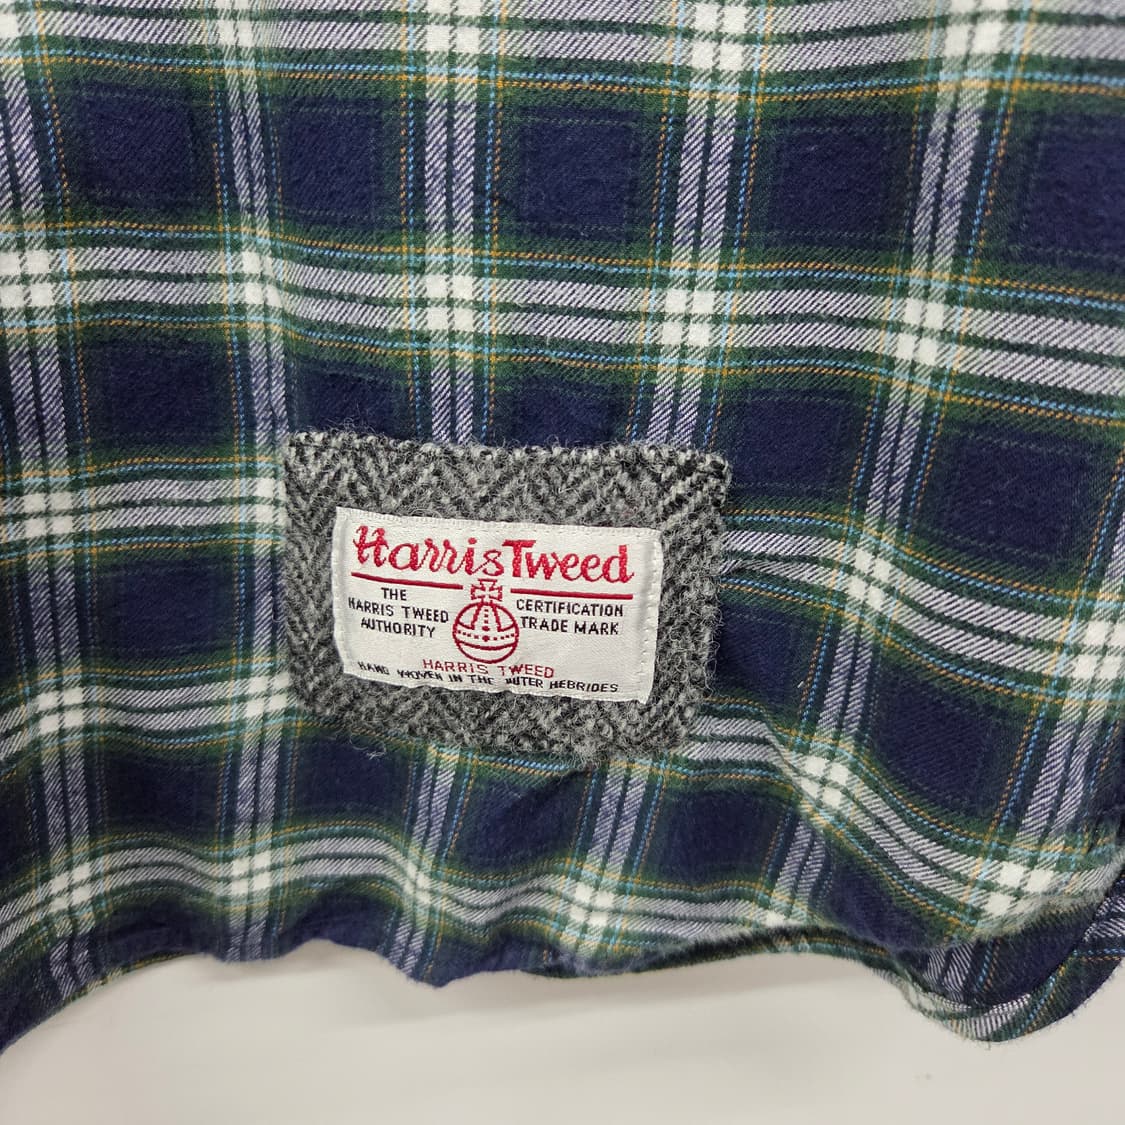 Harris Tweed
THE HARRIS TWEED AUTHORITY
CERTIFICATION TRADE MARK
HARRIS TWEED
HAND WOVEN IN THE OUTER HEBRIDES